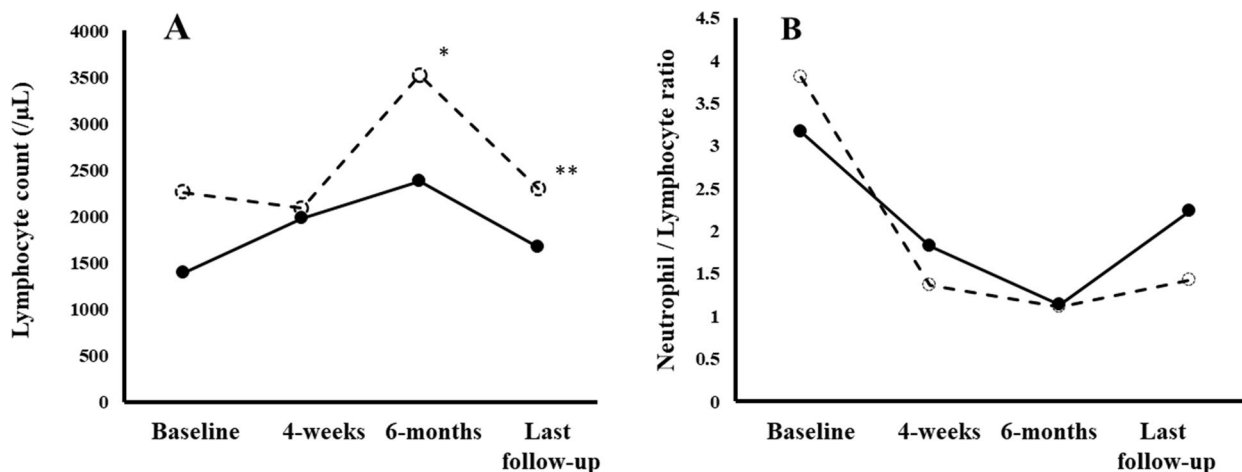 A
Lymphocyte count (/µL)
4000
3500
3000
2500
2000
1500
1000
500
0
*
**
Baseline
4-weeks
6-months
Last
follow-up
B
Neutrophil / Lymphocyte ratio
4.5
4
3.5
3
2.5
2
1.5
1
0.5
0
Baseline
4-weeks
6-months
Last
follow-up